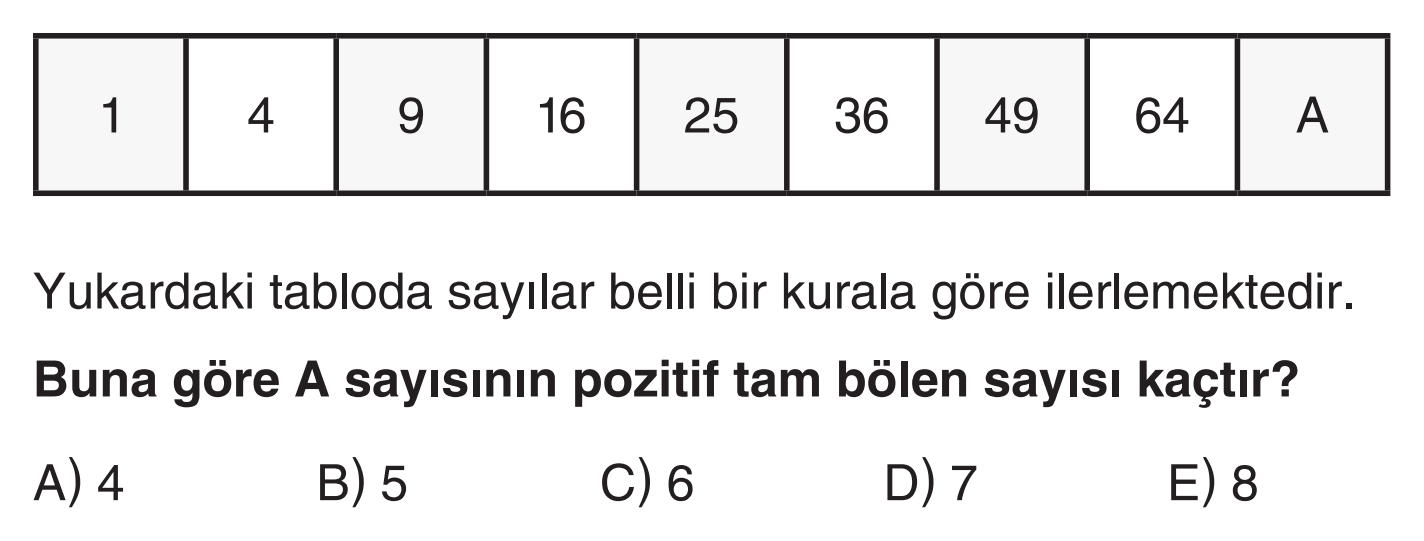 1 4 9 16 25 36 49 64 A
Yukardaki tabloda sayılar belli bir kurala göre ilerlemektedir.
Buna göre A sayısının pozitif tam bölen sayısı kaçtır?
A) 4 B) 5 C) 6 D) 7 E) 8